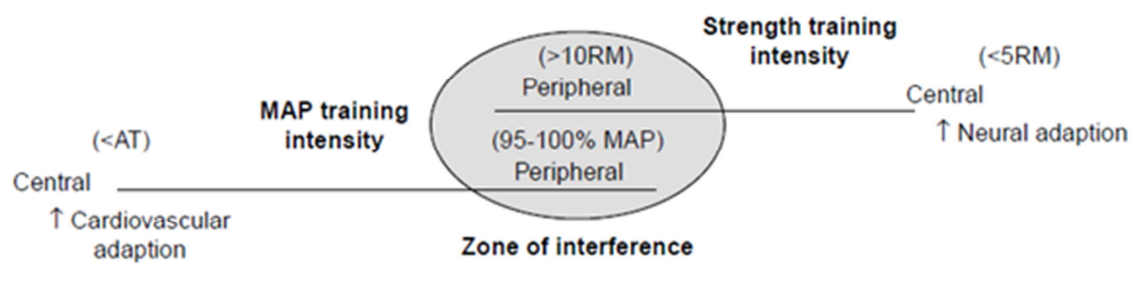 Strength training
intensity
(>10RM)
Peripheral
(<5RM)
Central
↑ Neural adaption
MAP training
intensity
(95-100% MAP)
Peripheral
(<AT)
Central
↑ Cardiovascular
adaption
Zone of interference